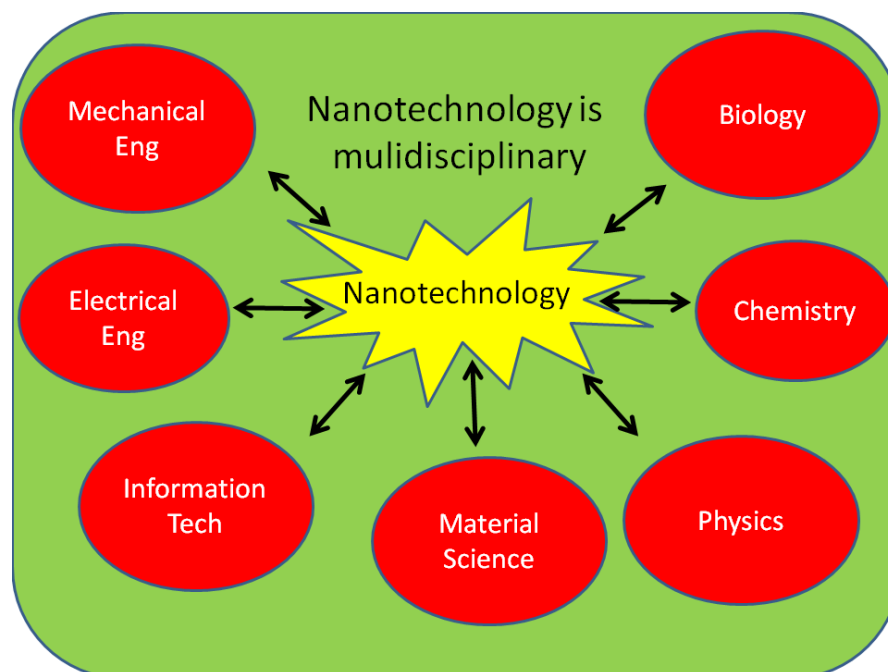 Mechanical
Eng
Nanotechnology is
mulidisciplinary
Biology
Electrical
Eng
Nanotechnology
Chemistry
Information
Tech
Material
Science
Physics